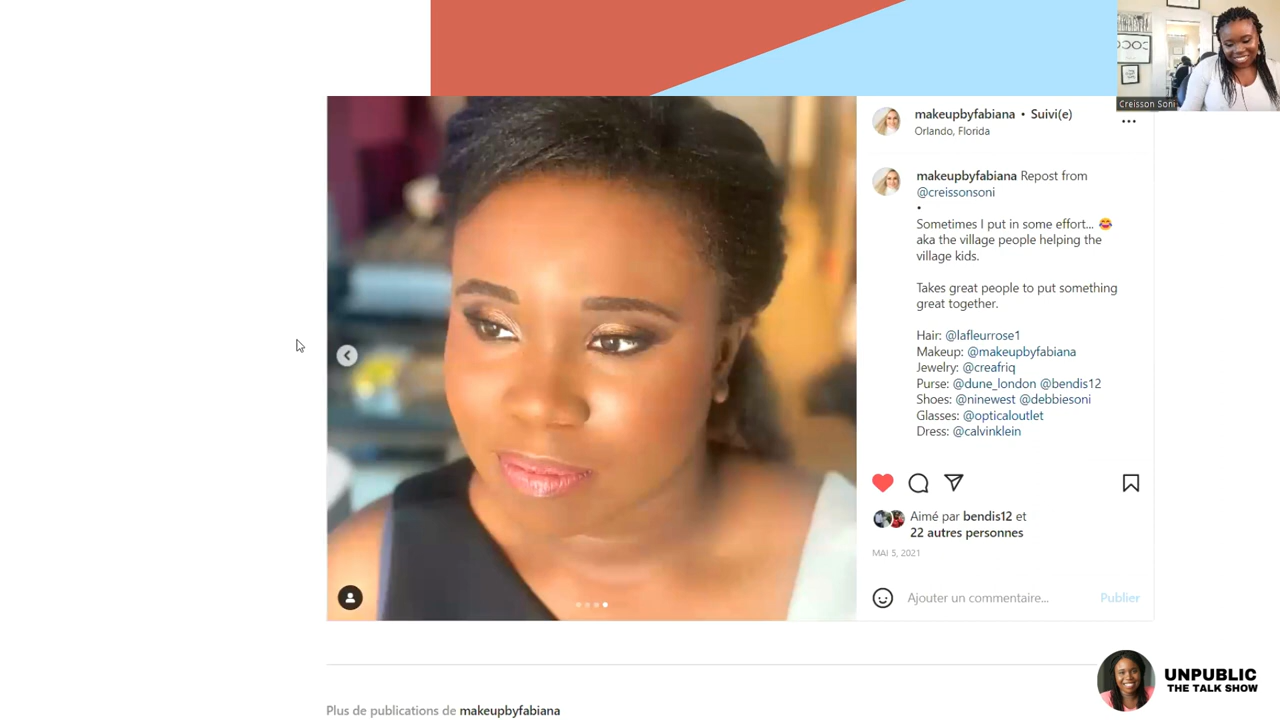 Creisson Soni
makeupbyfabiana • Suivi(e)
Orlando, Florida
makeupbyfabiana Repost from
@creissonsoni
•
Sometimes I put in some effort... 😂
aka the village people helping the
village kids.
Takes great people to put something
great together.
Hair: @lafleurrose1
Makeup: @makeupbyfabiana
Jewelry: @creafriq
Purse: @dune_london @bendis12
Shoes: @ninewest @debbiesoni
Glasses: @opticaloutlet
Dress: @calvinklein
Aimé par bendis12 et
22 autres personnes
MAI 5, 2021
Ajouter un commentaire... Publier
UNPUBLIC
THE TALK SHOW
Plus de publications de makeupbyfabiana